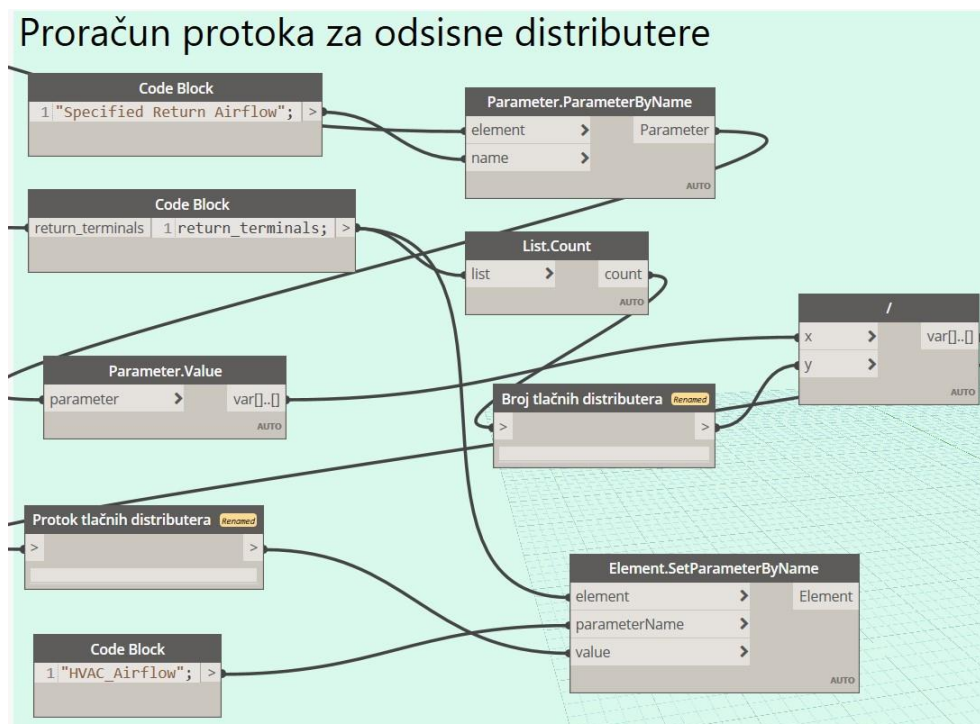 Proračun protoka za odsisne distributere
Code Block
1 "Specified Return Airflow"; >
Parameter.ParameterByName
element > Parameter
name >
AUTO
Code Block
return_terminals 1 return_terminals; >
List.Count
list > count
AUTO
/
x > var[]..[]
y >
AUTO
Parameter.Value
parameter > var[]..[]
AUTO
Broj tlačnih distributera Renamed
> >
Protok tlačnih distributera Renamed
> >
Element.SetParameterByName
element > Element
parameterName >
value >
AUTO
Code Block
1 "HVAC_Airflow"; >